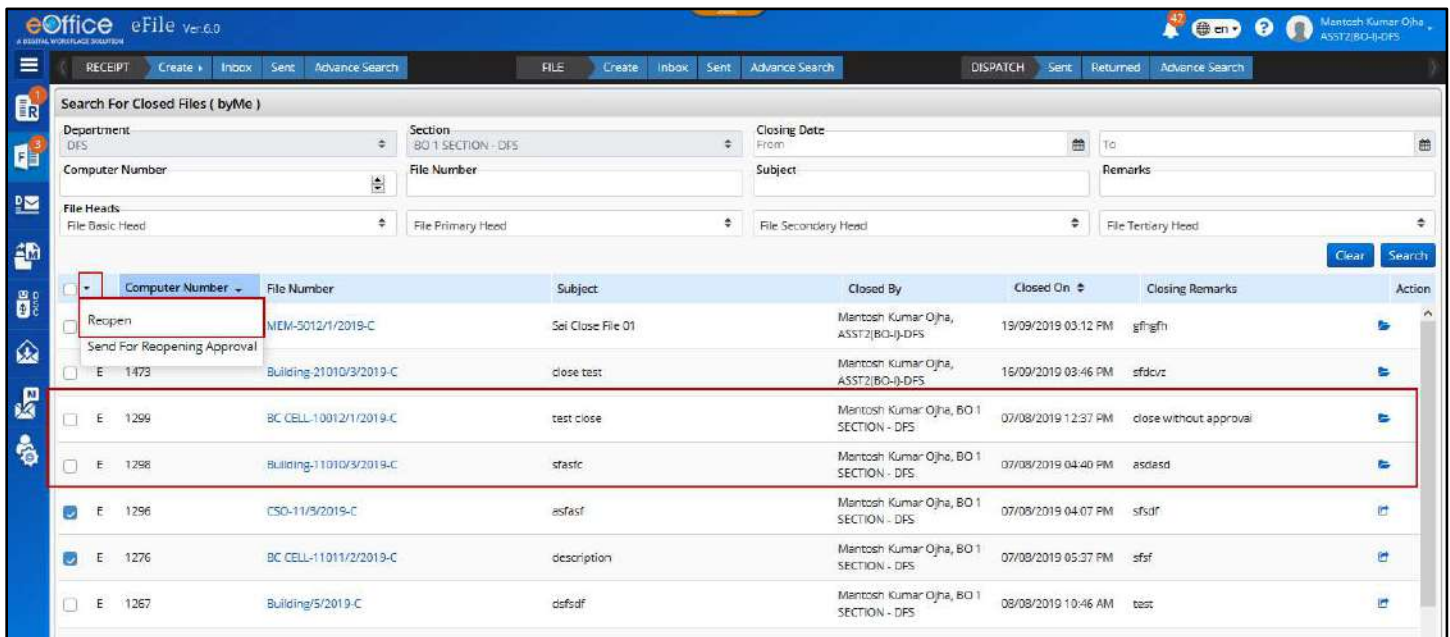 eOffice eFile Ver.6.0 42 en ? Mantosh Kumar Ojha
A DIGITAL WORKPLACE SOLUTION ASST2(BO-I)-DFS
RECEIPT Create Inbox Sent Advance Search FILE Create Inbox Sent Advance Search DISPATCH Sent Returned Advance Search
1 R
Search For Closed Files ( byMe )
Department Section Closing Date
DFS BO 1 SECTION - DFS From To
3 F
Computer Number File Number Subject Remarks
D
File Heads
File Basic Head File Primary Head File Secondary Head File Tertiary Head
M
Clear Search
Computer Number File Number Subject Closed By Closed On Closing Remarks Action
DSC
Reopen
MEM-5012/1/2019-C Sai Close File 01 Mantosh Kumar Ojha, 19/09/2019 03:12 PM gfhgfh
ASST2(BO-I)-DFS
Send For Reopening Approval
E 1473 Building-21010/3/2019-C close test Mantosh Kumar Ojha, 16/09/2019 03:46 PM sfdcvz
ASST2(BO-I)-DFS
N
E 1299 BC CELL-10012/1/2019-C test close Mantosh Kumar Ojha, BO 1 07/08/2019 12:37 PM close without approval
SECTION - DFS
E 1298 Building-11010/3/2019-C sfasfc Mantosh Kumar Ojha, BO 1 07/08/2019 04:40 PM asdasd
SECTION - DFS
E 1296 CSO-11/5/2019-C asfasf Mantosh Kumar Ojha, BO 1 07/08/2019 04:07 PM sfsdf
SECTION - DFS
E 1276 BC CELL-11011/2/2019-C description Mantosh Kumar Ojha, BO 1 07/08/2019 05:37 PM sfsf
SECTION - DFS
E 1267 Building/5/2019-C dsfsdf Mantosh Kumar Ojha, BO 1 08/08/2019 10:46 AM test
SECTION - DFS